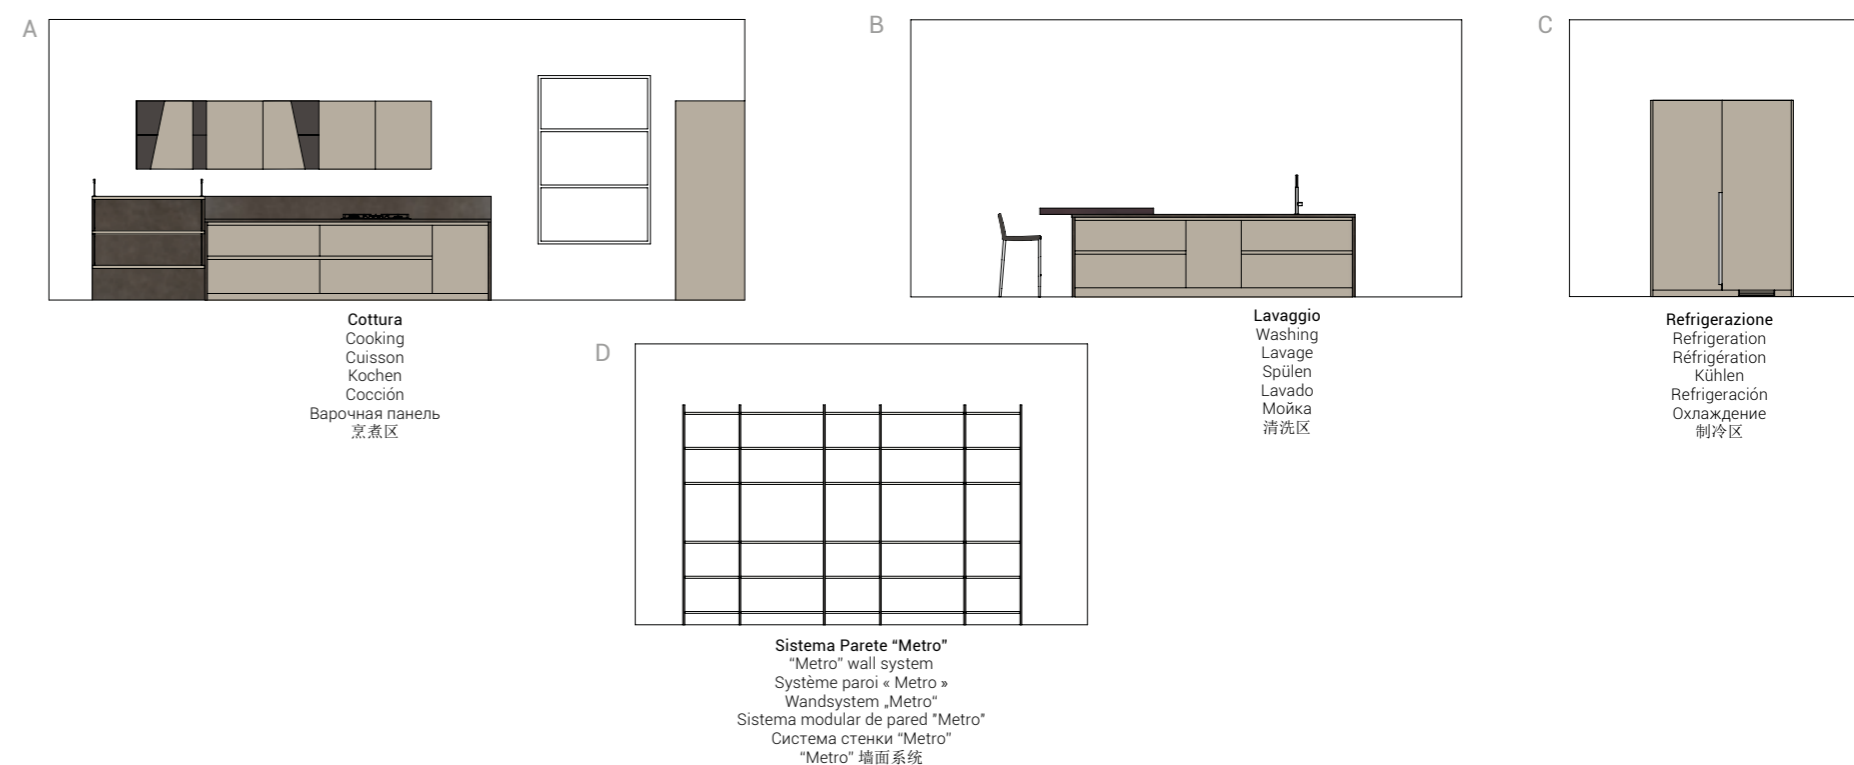 A
Cottura
Cooking
Cuisson
Kochen
Cocción
Варочная панель
烹煮区
B
Lavaggio
Washing
Lavage
Spülen
Lavado
Мойка
清洗区
C
Refrigerazione
Refrigeration
Réfrigération
Kühlen
Refrigeración
Охлаждение
制冷区
D
Sistema Parete “Metro”
“Metro” wall system
Système paroi « Metro »
Wandsystem „Metro“
Sistema modular de pared "Metro"
Система стенки “Metro”
“Metro” 墙面系统